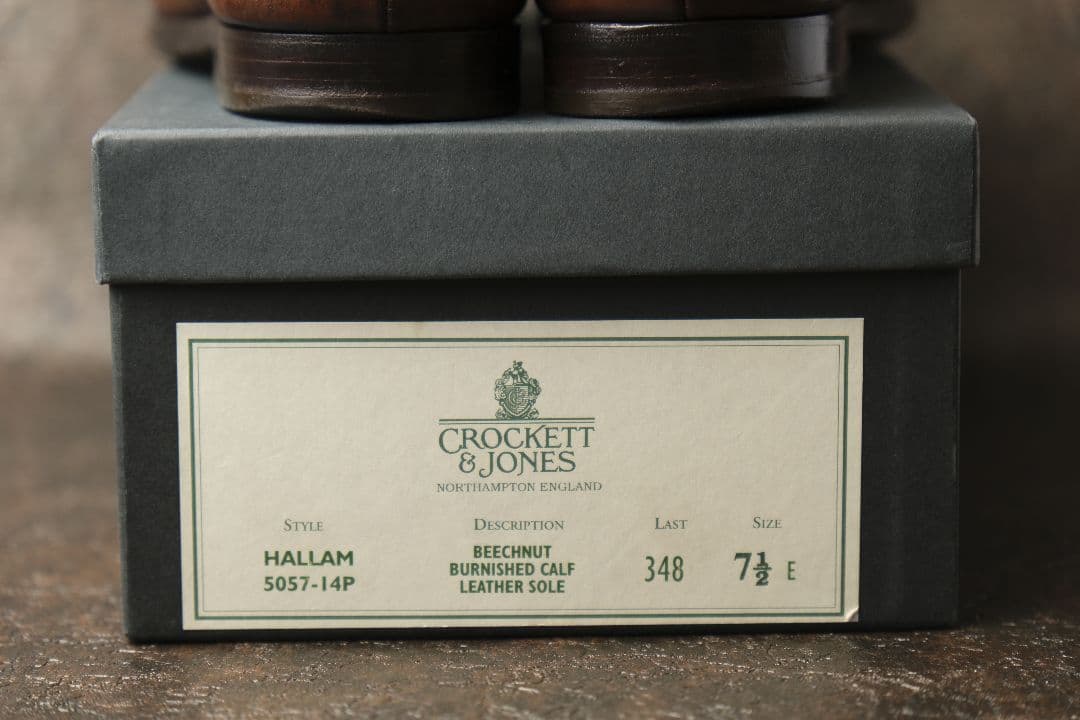 CROCKETT
& JONES
NORTHAMPTON ENGLAND
STYLE DESCRIPTION LAST SIZE
HALLAM
5057-14P
BEECHNUT
BURNISHED CALF
LEATHER SOLE
348
7½ E